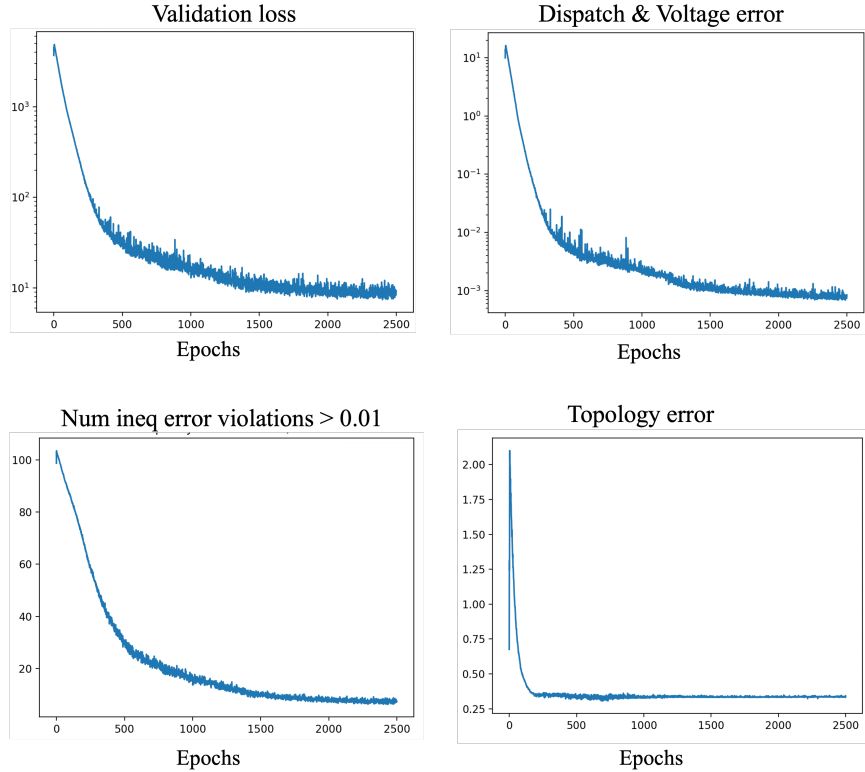 Validation loss
10³
10²
10¹
0 500 1000 1500 2000 2500
Epochs
Dispatch & Voltage error
10¹
10⁰
10⁻¹
10⁻²
10⁻³
0 500 1000 1500 2000 2500
Epochs
Num ineq error violations > 0.01
100
80
60
40
20
0 500 1000 1500 2000 2500
Epochs
Topology error
2.00
1.75
1.50
1.25
1.00
0.75
0.50
0.25
0 500 1000 1500 2000 2500
Epochs